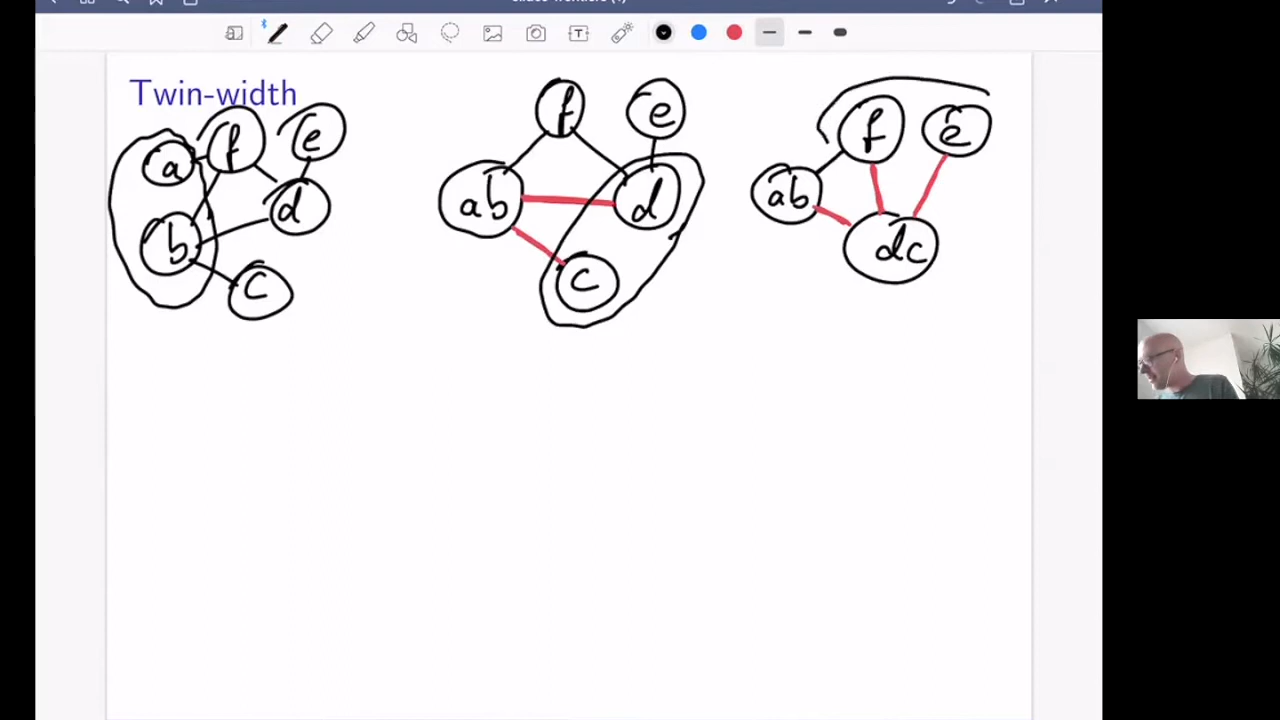 Twin-width
a f e
b d
c
f e
ab d
c
f e
ab dc